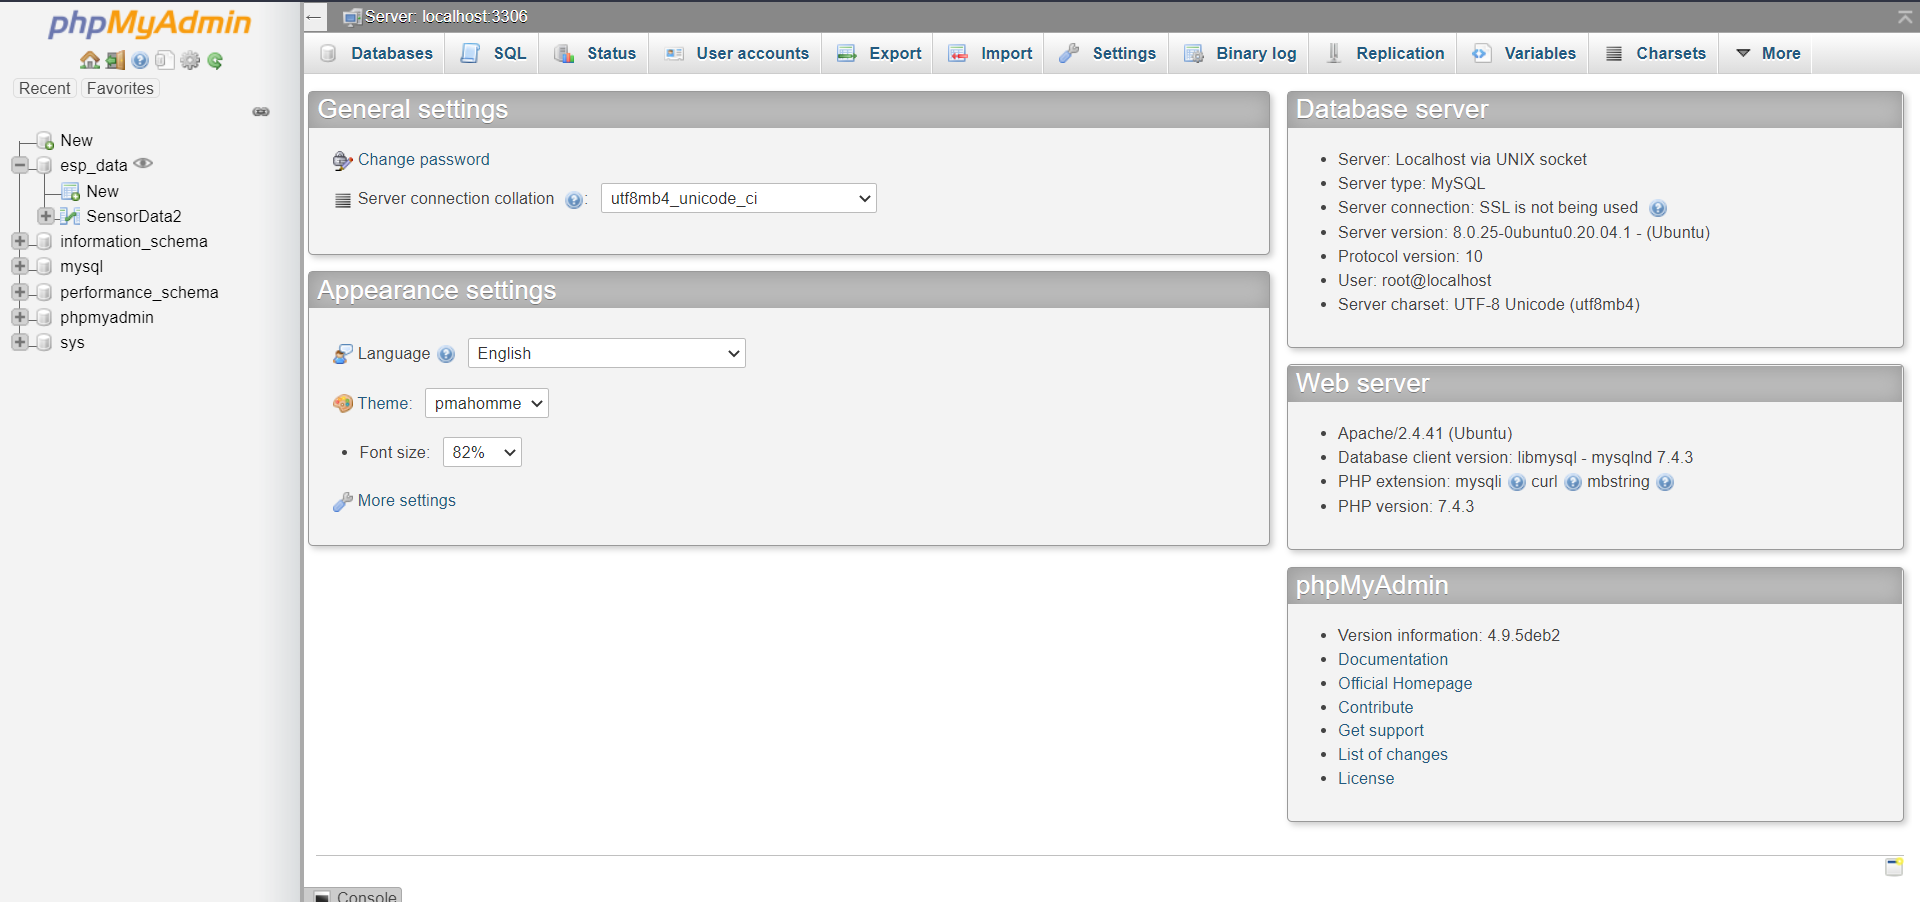 phpMyAdmin
Recent Favorites
New
esp_data
New
SensorData2
information_schema
mysql
performance_schema
phpmyadmin
sys
Server: localhost:3306
Databases SQL Status User accounts Export Import Settings Binary log Replication Variables Charsets More
General settings
Change password
Server connection collation : utf8mb4_unicode_ci
Appearance settings
Language English
Theme: pmahomme
• Font size: 82%
More settings
Database server
• Server: Localhost via UNIX socket
• Server type: MySQL
• Server connection: SSL is not being used
• Server version: 8.0.25-0ubuntu0.20.04.1 - (Ubuntu)
• Protocol version: 10
• User: root@localhost
• Server charset: UTF-8 Unicode (utf8mb4)
Web server
• Apache/2.4.41 (Ubuntu)
• Database client version: libmysql - mysqlnd 7.4.3
• PHP extension: mysqli curl mbstring
• PHP version: 7.4.3
phpMyAdmin
• Version information: 4.9.5deb2
• Documentation
• Official Homepage
• Contribute
• Get support
• List of changes
• License
Console